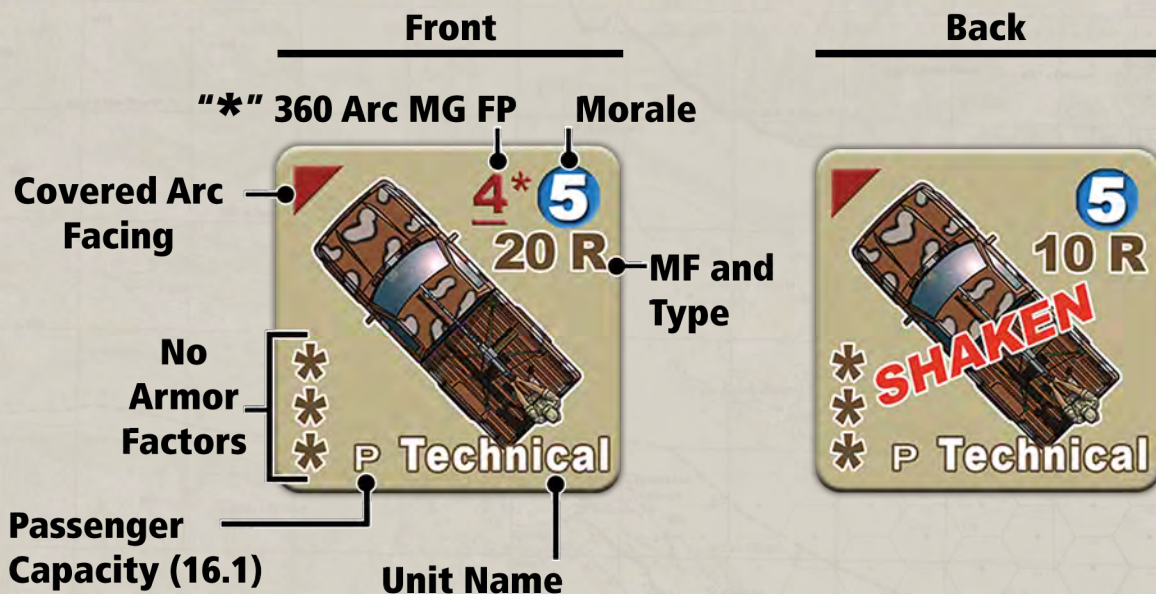 Front
Back
"*" 360 Arc MG FP
Morale
Covered Arc
Facing
4* 5
20 R
MF and
Type
No
Armor
Factors
*
*
*
P Technical
Passenger
Capacity (16.1)
Unit Name
5
10 R
SHAKEN
*
*
*
P Technical